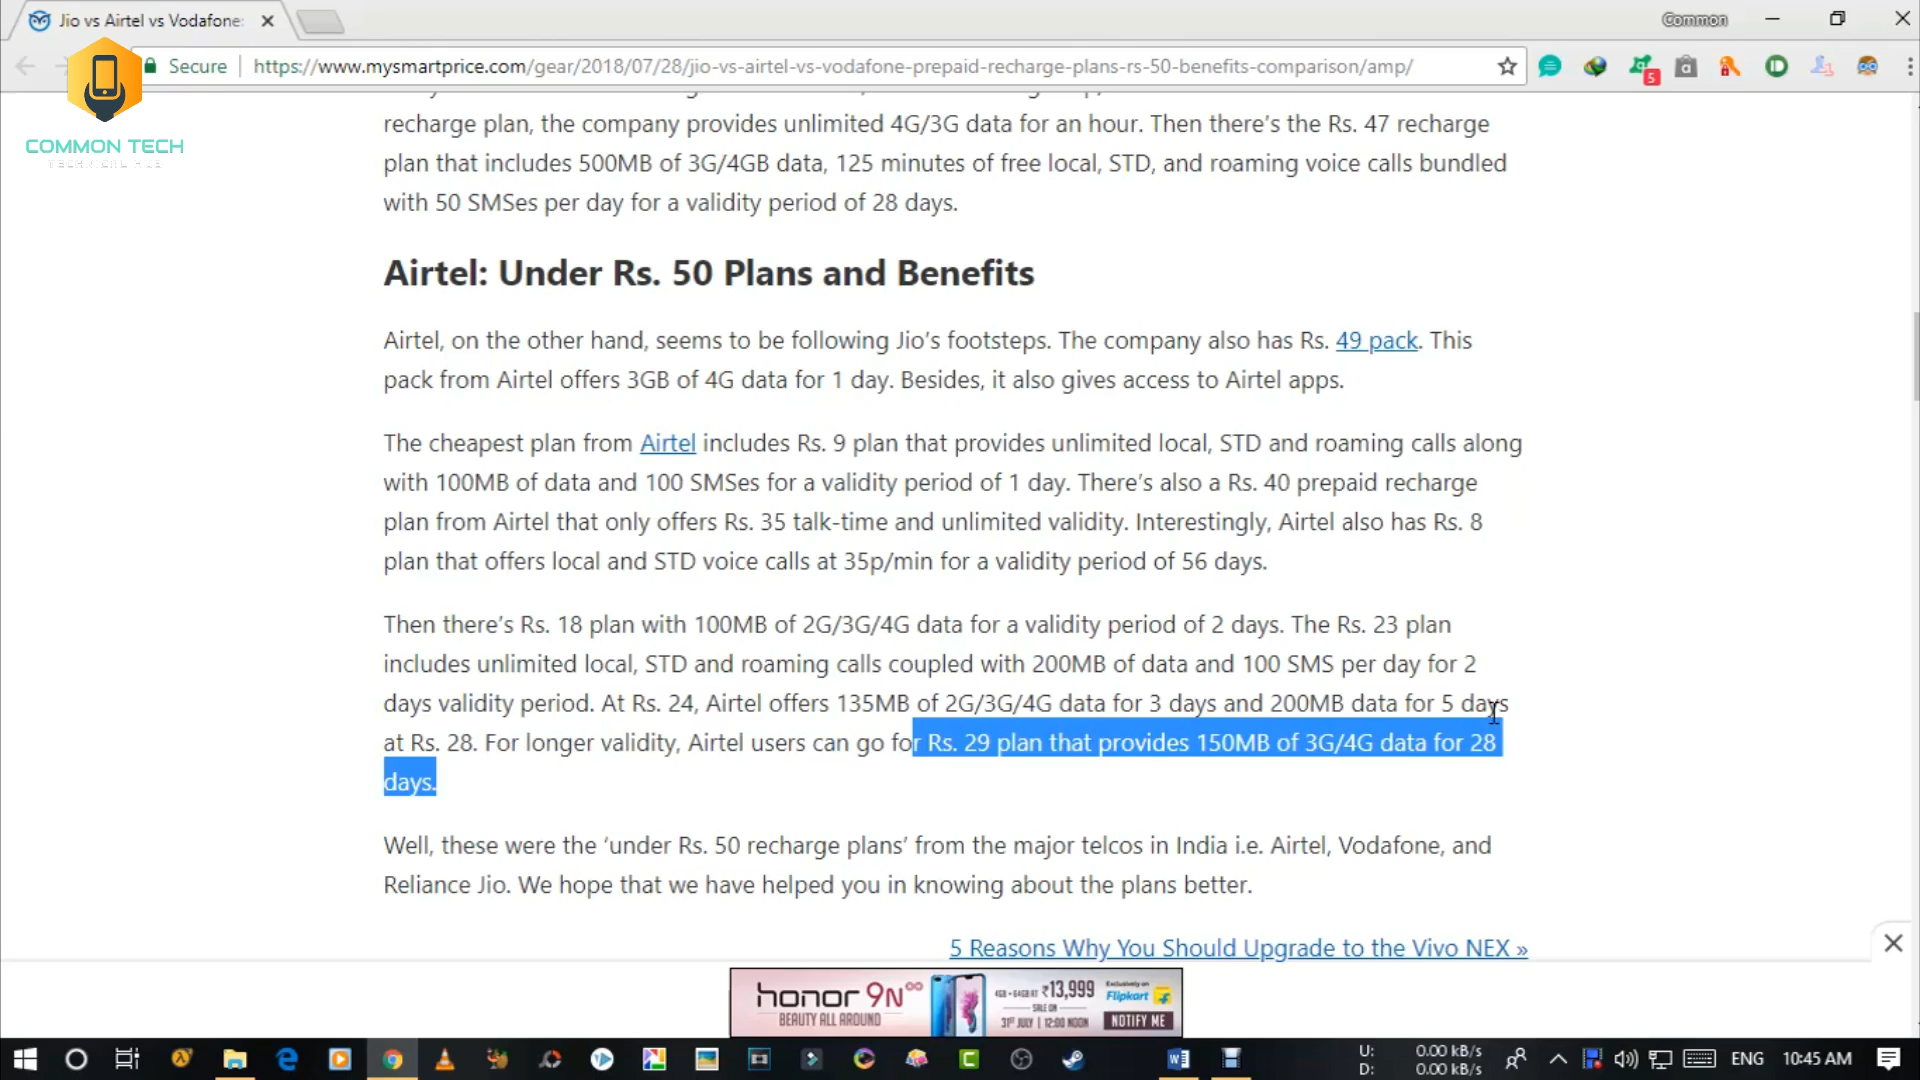 Jio vs Airtel vs Vodafone:
Common
Secure
https://www.mysmartprice.com/gear/2018/07/28/jio-vs-airtel-vs-vodafone-prepaid-recharge-plans-rs-50-benefits-comparison/amp/
5
COMMON TECH
TECHNICAL HUB
recharge plan, the company provides unlimited 4G/3G data for an hour. Then there’s the Rs. 47 recharge
plan that includes 500MB of 3G/4GB data, 125 minutes of free local, STD, and roaming voice calls bundled
with 50 SMSes per day for a validity period of 28 days.
Airtel: Under Rs. 50 Plans and Benefits
Airtel, on the other hand, seems to be following Jio’s footsteps. The company also has Rs. 49 pack. This
pack from Airtel offers 3GB of 4G data for 1 day. Besides, it also gives access to Airtel apps.
The cheapest plan from Airtel includes Rs. 9 plan that provides unlimited local, STD and roaming calls along
with 100MB of data and 100 SMSes for a validity period of 1 day. There’s also a Rs. 40 prepaid recharge
plan from Airtel that only offers Rs. 35 talk-time and unlimited validity. Interestingly, Airtel also has Rs. 8
plan that offers local and STD voice calls at 35p/min for a validity period of 56 days.
Then there’s Rs. 18 plan with 100MB of 2G/3G/4G data for a validity period of 2 days. The Rs. 23 plan
includes unlimited local, STD and roaming calls coupled with 200MB of data and 100 SMS per day for 2
days validity period. At Rs. 24, Airtel offers 135MB of 2G/3G/4G data for 3 days and 200MB data for 5 days
at Rs. 28. For longer validity, Airtel users can go for Rs. 29 plan that provides 150MB of 3G/4G data for 28
days.
Well, these were the ‘under Rs. 50 recharge plans’ from the major telcos in India i.e. Airtel, Vodafone, and
Reliance Jio. We hope that we have helped you in knowing about the plans better.
5 Reasons Why You Should Upgrade to the Vivo NEX »
honor 9N
BEAUTY ALL AROUND
4GB + 64GB AT ₹13,999
SALE ON
31ST JULY | 12:00 NOON
Exclusively on
Flipkart
NOTIFY ME
U: 0.00 kB/s
D: 0.00 kB/s
ENG
10:45 AM